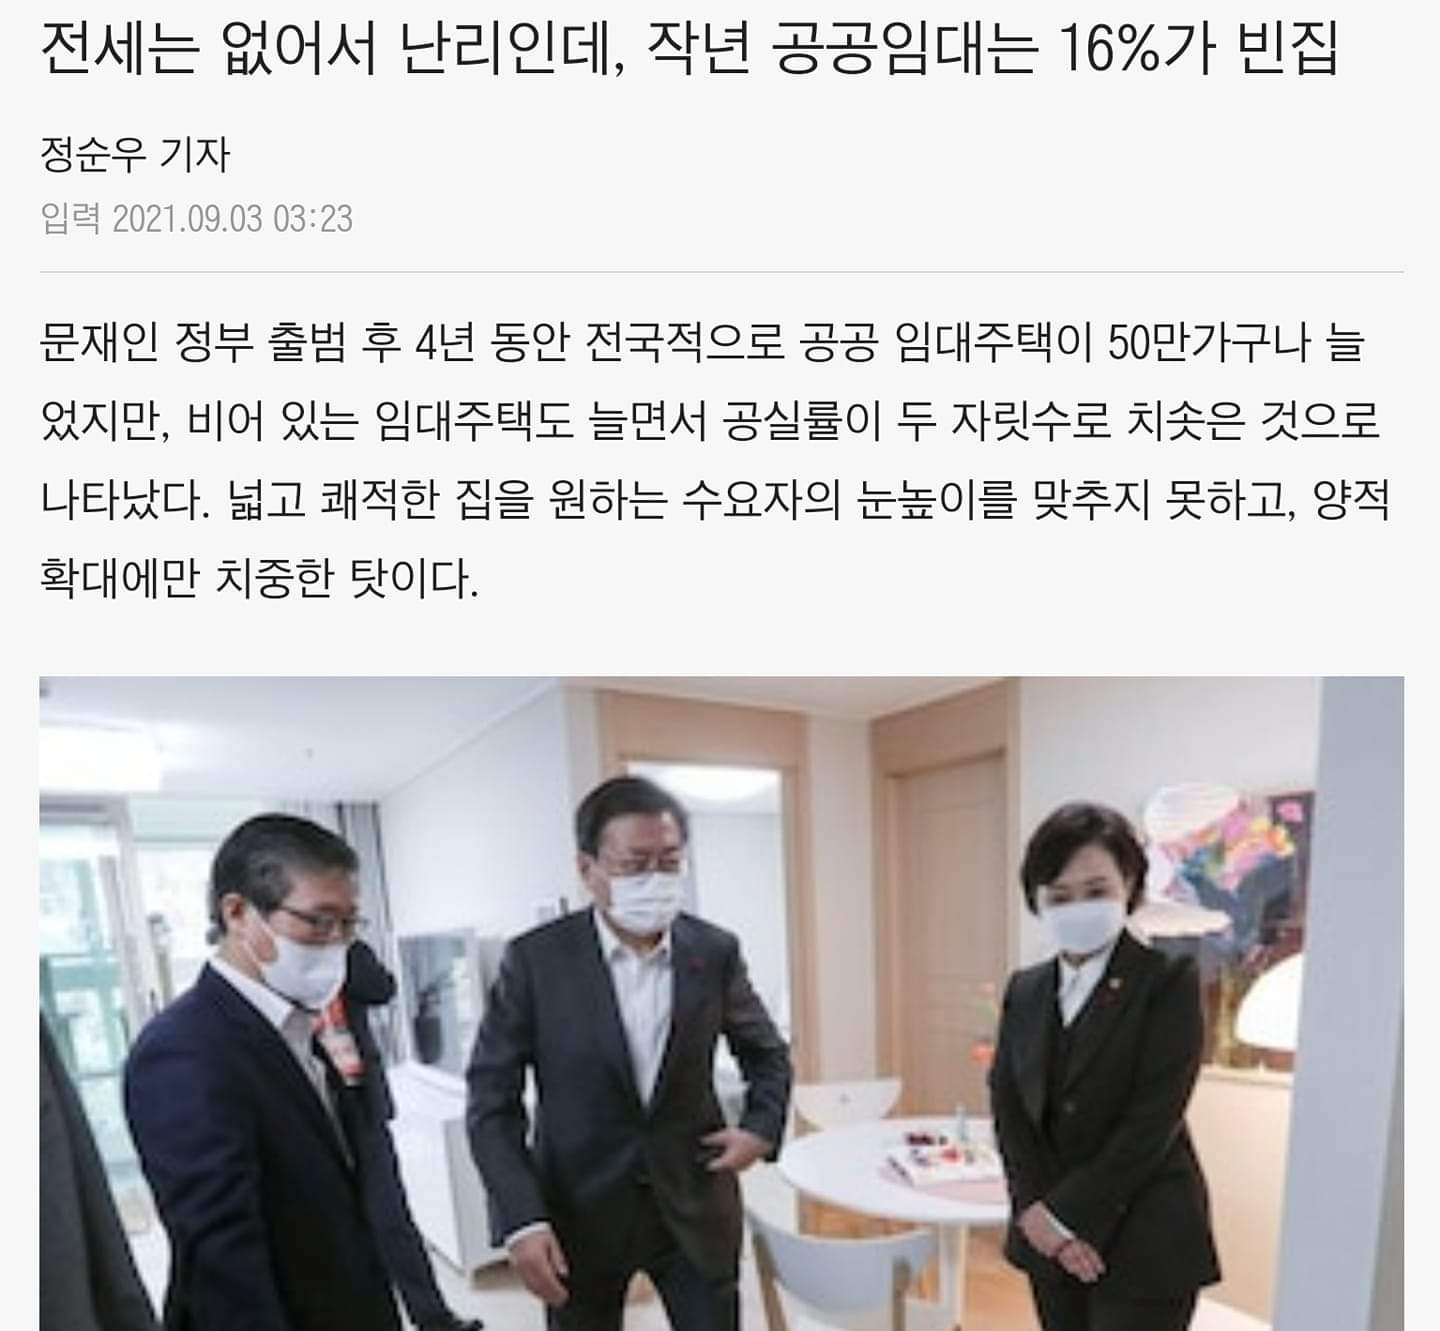 전세는 없어서 난리인데, 작년 공공임대는 16%가 빈집
정순우 기자
입력 2021.09.03 03:23
문재인 정부 출범 후 4년 동안 전국적으로 공공 임대주택이 50만가구나 늘
었지만, 비어 있는 임대주택도 늘면서 공실률이 두 자릿수로 치솟은 것으로
나타났다. 넓고 쾌적한 집을 원하는 수요자의 눈높이를 맞추지 못하고, 양적
확대에만 치중한 탓이다.